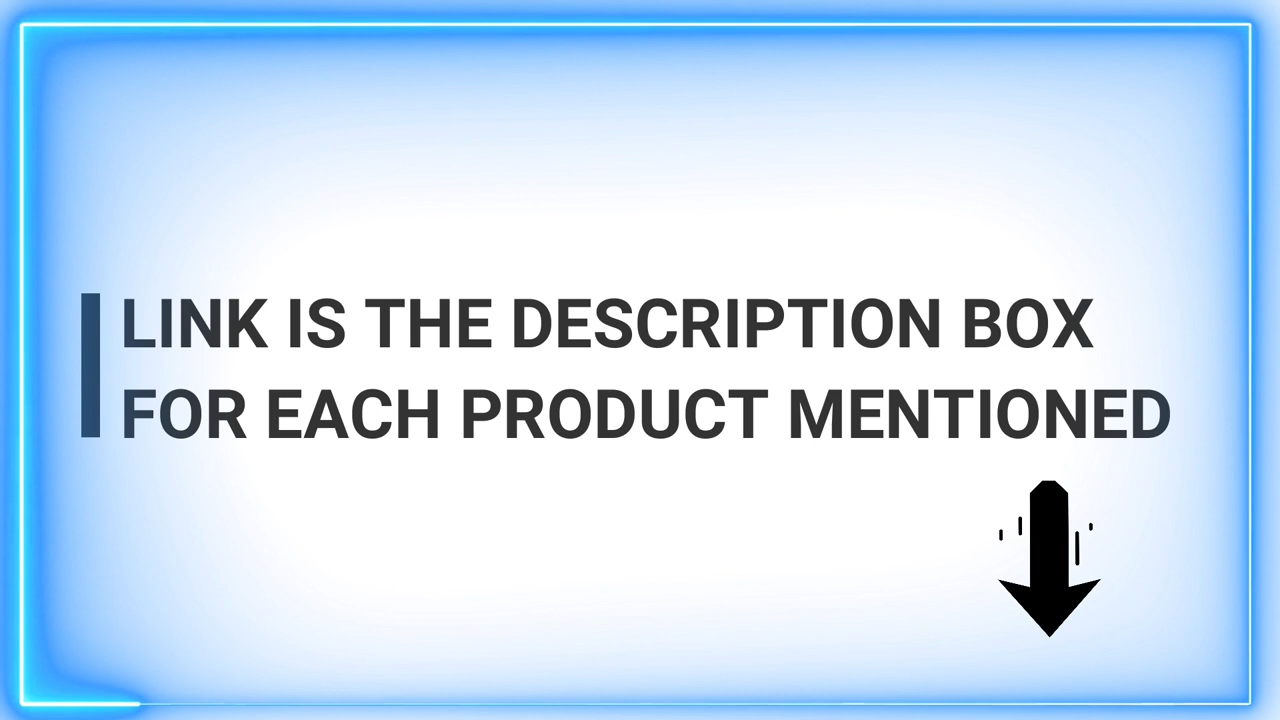 LINK IS THE DESCRIPTION BOX
FOR EACH PRODUCT MENTIONED